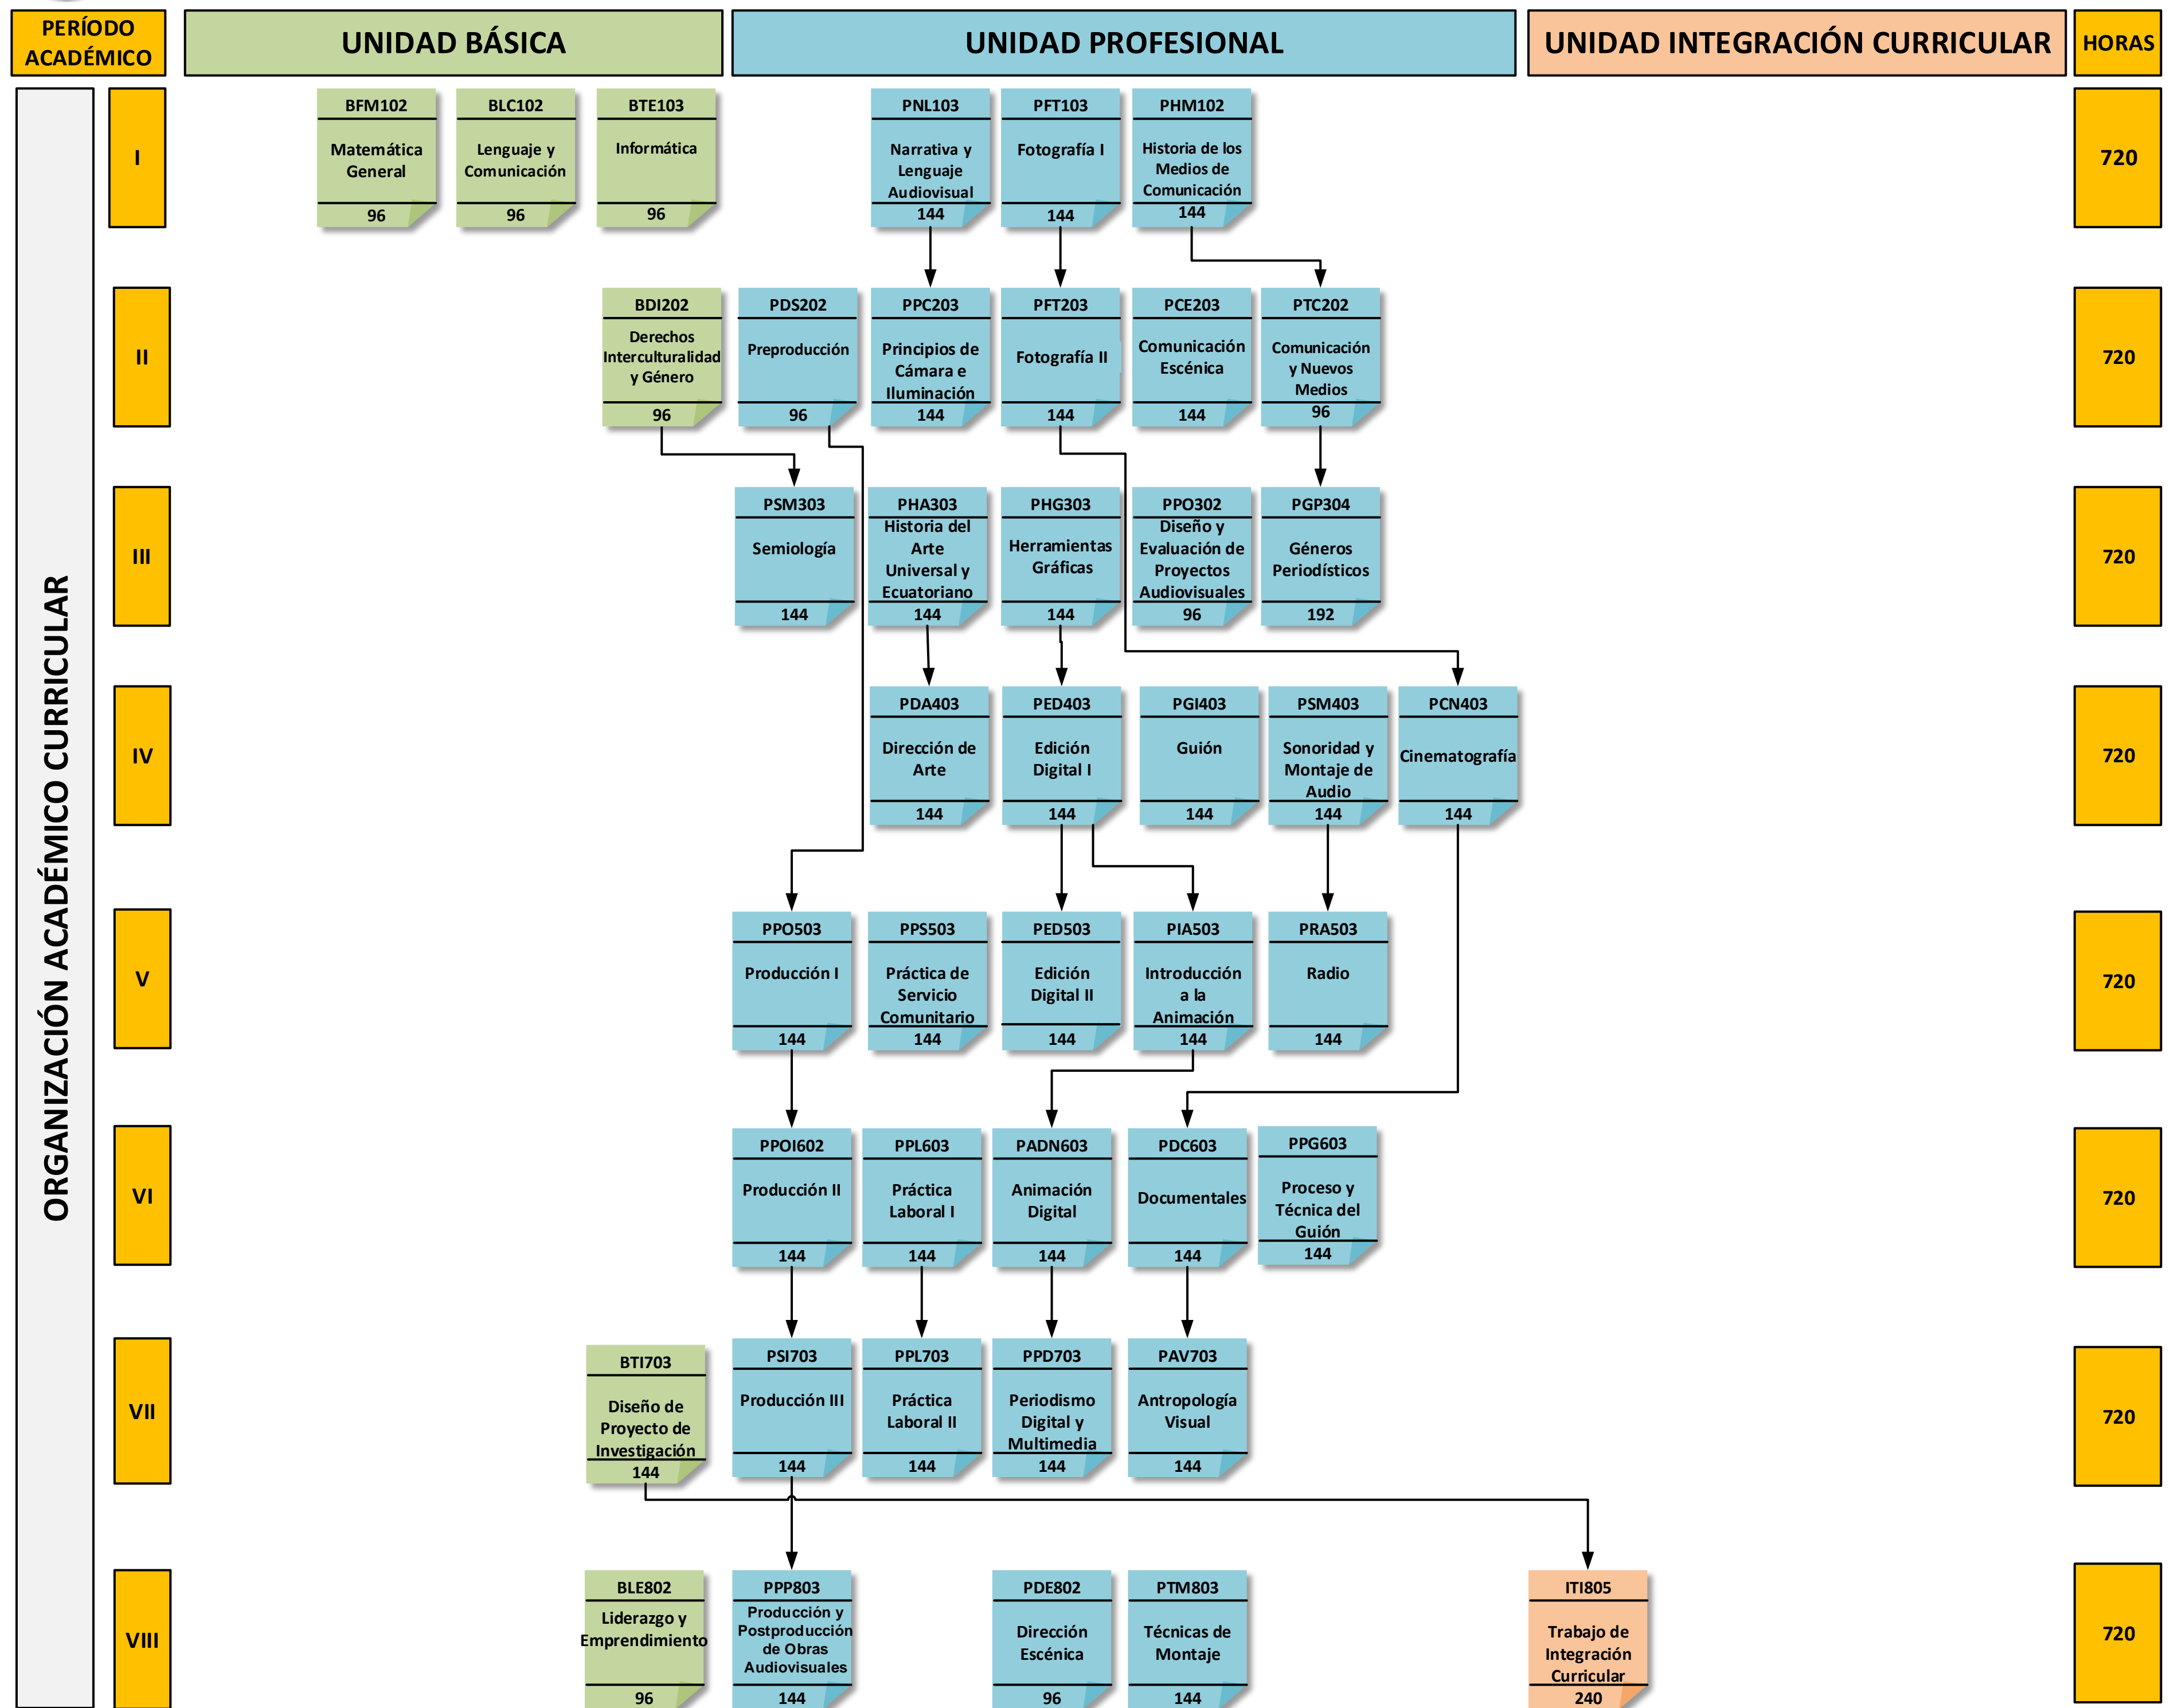 PERÍODO
ACADÉMICO
UNIDAD BÁSICA
UNIDAD PROFESIONAL
UNIDAD INTEGRACIÓN CURRICULAR
HORAS
ORGANIZACIÓN ACADÉMICO CURRICULAR
I
BFM102
Matemática
General
96
BLC102
Lenguaje y
Comunicación
96
BTE103
Informática
96
PNL103
Narrativa y
Lenguaje
Audiovisual
144
PFT103
Fotografía I
144
PHM102
Historia de los
Medios de
Comunicación
144
720
II
BDI202
Derechos
Interculturalidad
y Género
96
PDS202
Preproducción
96
PPC203
Principios de
Cámara e
Iluminación
144
PFT203
Fotografía II
144
PCE203
Comunicación
Escénica
144
PTC202
Comunicación
y Nuevos
Medios
96
720
III
PSM303
Semiología
144
PHA303
Historia del
Arte
Universal y
Ecuatoriano
144
PHG303
Herramientas
Gráficas
144
PPO302
Diseño y
Evaluación de
Proyectos
Audiovisuales
96
PGP304
Géneros
Periodísticos
192
720
IV
PDA403
Dirección de
Arte
144
PED403
Edición
Digital I
144
PGI403
Guión
144
PSM403
Sonoridad y
Montaje de
Audio
144
PCN403
Cinematografía
144
720
V
PPO503
Producción I
144
PPS503
Práctica de
Servicio
Comunitario
144
PED503
Edición
Digital II
144
PIA503
Introducción
a la
Animación
144
PRA503
Radio
144
720
VI
PPOI602
Producción II
144
PPL603
Práctica
Laboral I
144
PADN603
Animación
Digital
144
PDC603
Documentales
144
PPG603
Proceso y
Técnica del
Guión
144
720
VII
BTI703
Diseño de
Proyecto de
Investigación
144
PSI703
Producción III
144
PPL703
Práctica
Laboral II
144
PPD703
Periodismo
Digital y
Multimedia
144
PAV703
Antropología
Visual
144
720
VIII
BLE802
Liderazgo y
Emprendimiento
96
PPP803
Producción y
Postproducción
de Obras
Audiovisuales
144
PDE802
Dirección
Escénica
96
PTM803
Técnicas de
Montaje
144
ITI805
Trabajo de
Integración
Curricular
240
720